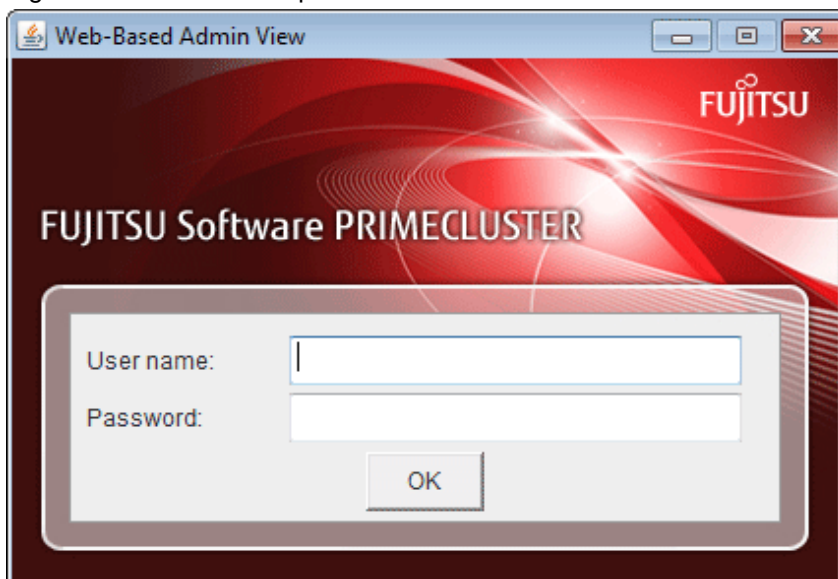 Web-Based Admin View
FUJITSU
FUJITSU Software PRIMECLUSTER
User name:
Password:
OK